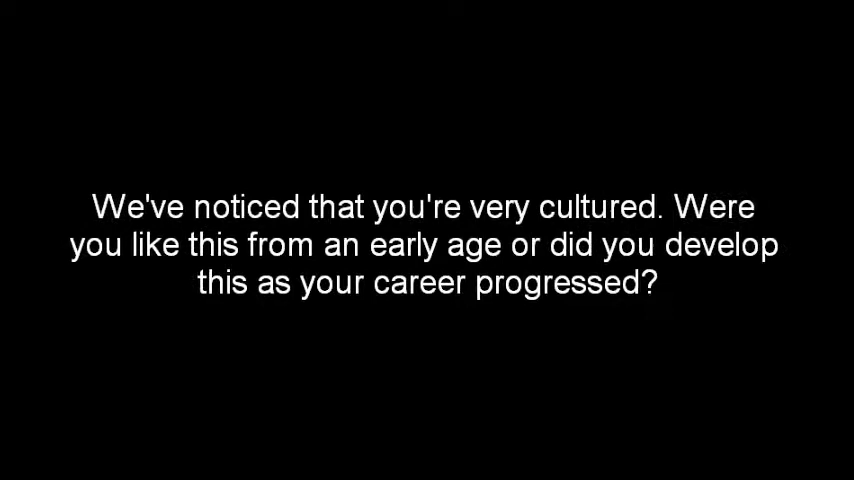 We've noticed that you're very cultured. Were
you like this from an early age or did you develop
this as your career progressed?